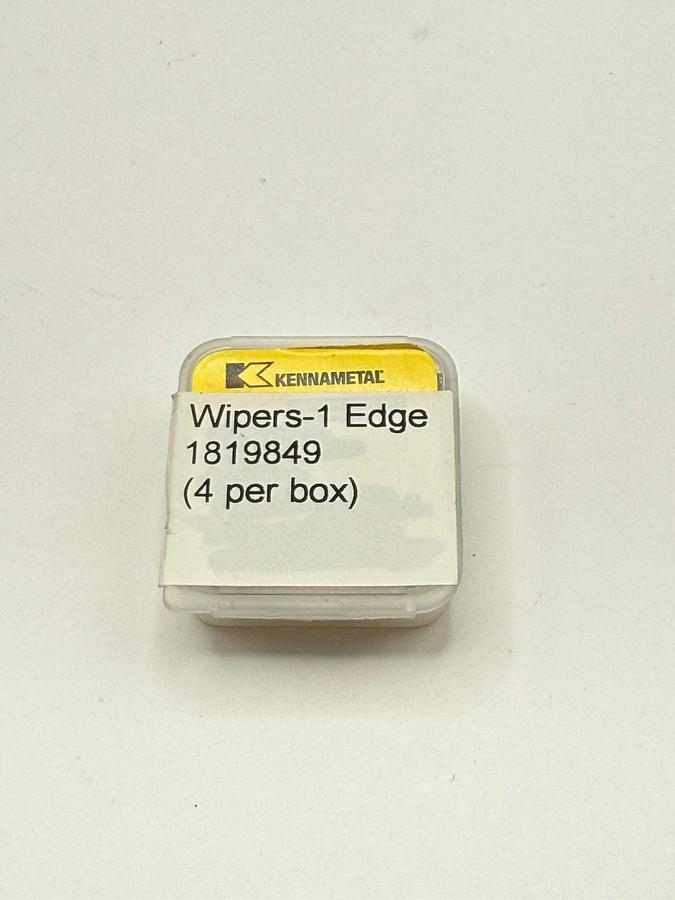 KENNAMETAL
Wipers-1 Edge
1819849
(4 per box)